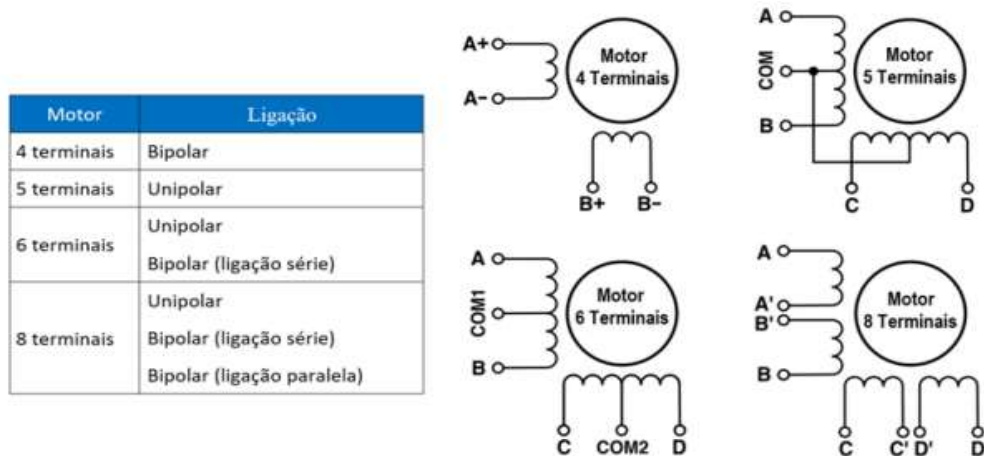 Motor Ligação
4 terminais Bipolar
5 terminais Unipolar
6 terminais
Unipolar
Bipolar (ligação série)
8 terminais
Unipolar
Bipolar (ligação série)
Bipolar (ligação paralela)
A+
A-
Motor
4 Terminais
B+ B-
A
COM
B
Motor
5 Terminais
C D
A
COM1
B
Motor
6 Terminais
C COM2 D
A
A'
B'
B
Motor
8 Terminais
C C' D' D